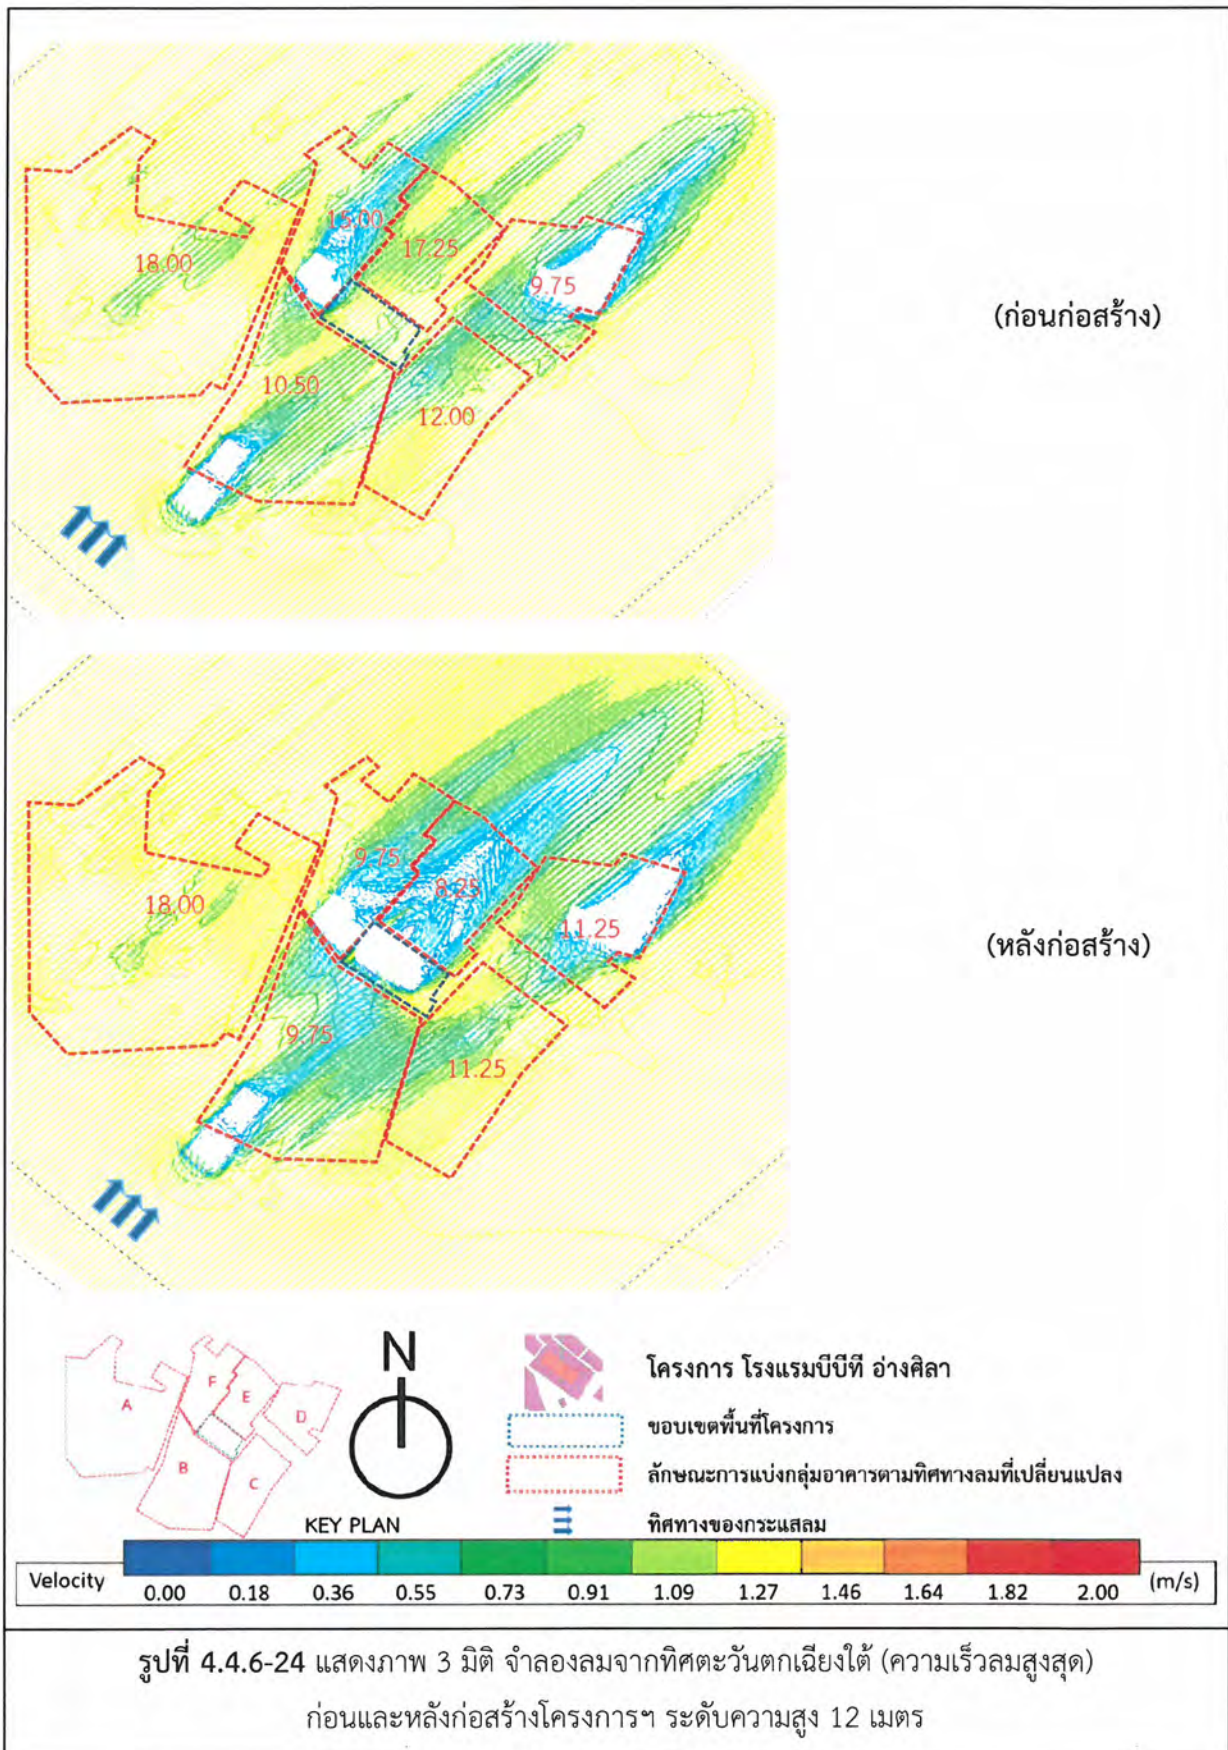 15.00
17.25
18.00
9.75
(ก่อนก่อสร้าง)
10.50
12.00
9.75
8.25
18.00
11.25
(หลังก่อสร้าง)
9.75
11.25
N
A
F
E
D
B
C
KEY PLAN
โครงการ โรงแรมบีบีที อ่างศิลา
ขอบเขตพื้นที่โครงการ
ลักษณะการแบ่งกลุ่มอาคารตามทิศทางลมที่เปลี่ยนแปลง
ทิศทางของกระแสลม
Velocity 0.00 0.18 0.36 0.55 0.73 0.91 1.09 1.27 1.46 1.64 1.82 2.00 (m/s)
รูปที่ 4.4.6-24 แสดงภาพ 3 มิติ จำลองลมจากทิศตะวันตกเฉียงใต้ (ความเร็วลมสูงสุด)
ก่อนและหลังก่อสร้างโครงการฯ ระดับความสูง 12 เมตร